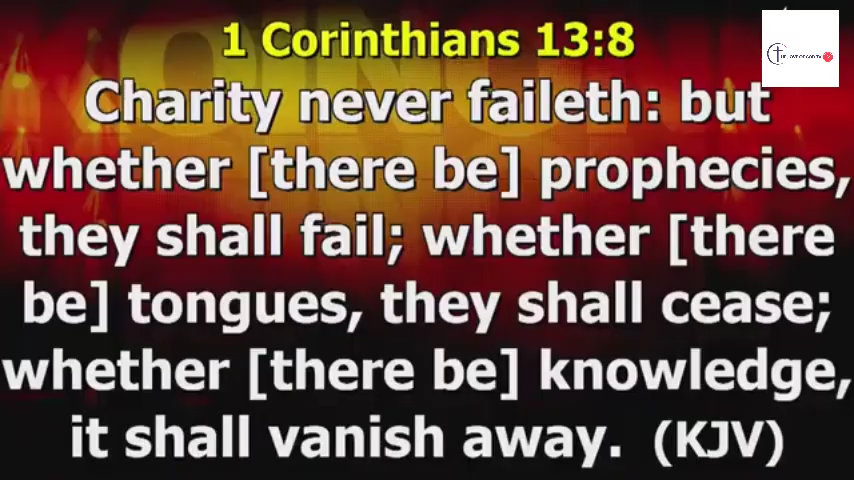 1 Corinthians 13:8
Charity never faileth: but
whether [there be] prophecies,
they shall fail; whether [there
be] tongues, they shall cease;
whether [there be] knowledge,
it shall vanish away. (KJV)